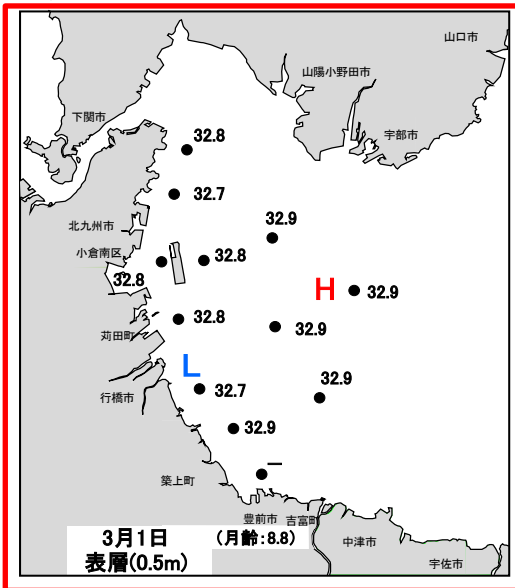 山口市
山陽小野田市
下関市
宇部市
32.8
32.7
北九州市
32.9
小倉南区
32.8
32.8
H
32.9
32.8
32.9
苅田町
L
32.7
32.9
行橋市
32.9
築上町
－
豊前市
吉富町
3月1日
(月齢:8.8)
表層(0.5m)
中津市
宇佐市